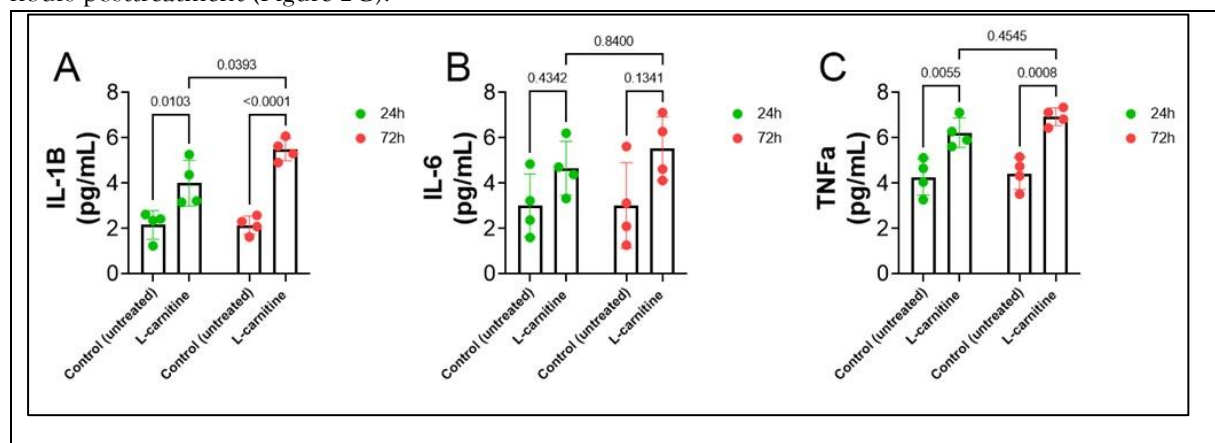 posttreatment (Figure
A
0.0393
0.0103
<0.0001
8
6
4
2
0
IL-1B
(pg/mL)
24h
72h
Control (untreated)
L-carnitine
Control (untreated)
L-carnitine
B
0.8400
0.4342
0.1341
8
6
4
2
0
IL-6
(pg/mL)
24h
72h
Control (untreated)
L-carnitine
Control (untreated)
L-carnitine
C
0.4545
0.0055
0.0008
8
6
4
2
0
TNFa
(pg/mL)
24h
72h
Control (untreated)
L-carnitine
Control (untreated)
L-carnitine